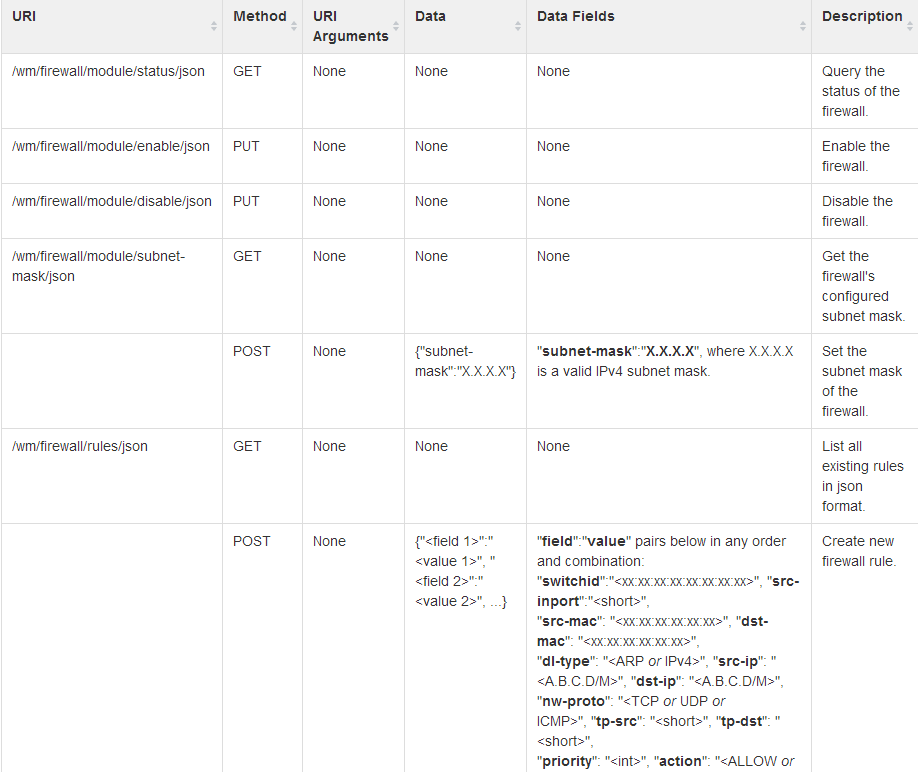 URI Method URI Arguments Data Data Fields Description
/wm/firewall/module/status/json GET None None None Query the
status of the
firewall.
/wm/firewall/module/enable/json PUT None None None Enable the
firewall.
/wm/firewall/module/disable/json PUT None None None Disable the
firewall.
/wm/firewall/module/subnet- GET None None None Get the
mask/json firewall's
configured
subnet mask.
POST None {"subnet- "subnet-mask":"X.X.X.X", where X.X.X.X Set the
mask":"X.X.X.X"} is a valid IPv4 subnet mask. subnet mask
of the
firewall.
/wm/firewall/rules/json GET None None None List all
existing rules
in json
format.
POST None {"<field 1>":" "field":"value" pairs below in any order Create new
<value 1>", " and combination: firewall rule.
<field 2>":" "switchid":"<xx:xx:xx:xx:xx:xx:xx:xx>", "src-
<value 2>", ...} inport":"<short>",
"src-mac": "<xx:xx:xx:xx:xx:xx>", "dst-
mac": "<xx:xx:xx:xx:xx:xx>",
"dl-type": "<ARP or IPv4>", "src-ip": "
<A.B.C.D/M>", "dst-ip": "<A.B.C.D/M>",
"nw-proto": "<TCP or UDP or
ICMP>", "tp-src": "<short>", "tp-dst": "
<short>",
"priority": "<int>", "action": "<ALLOW or